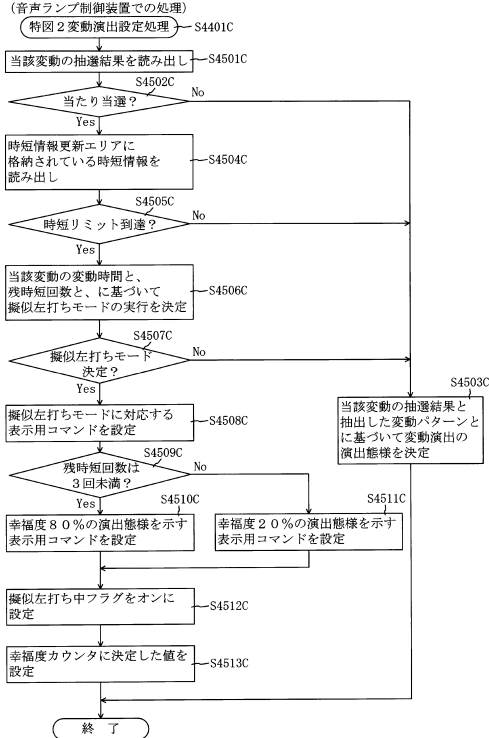 (音声ランプ制御装置での処理)
特図2変動演出設定処理
S4401C
当該変動の抽選結果を読み出し
S4501C
S4502C
当たり当選?
No
Yes
時短情報更新エリアに
格納されている時短情報を
読み出し
S4504C
S4505C
時短リミット到達?
No
Yes
当該変動の変動時間と、
残時短回数と、に基づいて
擬似左打ちモードの実行を決定
S4506C
S4507C
擬似左打ちモード
決定?
No
Yes
S4503C
当該変動の抽選結果と
抽出した変動パターンと
に基づいて変動演出の
演出態様を決定
擬似左打ちモードに対応する
表示用コマンドを設定
S4508C
S4509C
残時短回数は
3回未満?
No
Yes
S4510C
幸福度80%の演出態様を示す
表示用コマンドを設定
S4511C
幸福度20%の演出態様を示す
表示用コマンドを設定
擬似左打ち中フラグをオンに
設定
S4512C
幸福度カウンタに決定した値を
設定
S4513C
終 了